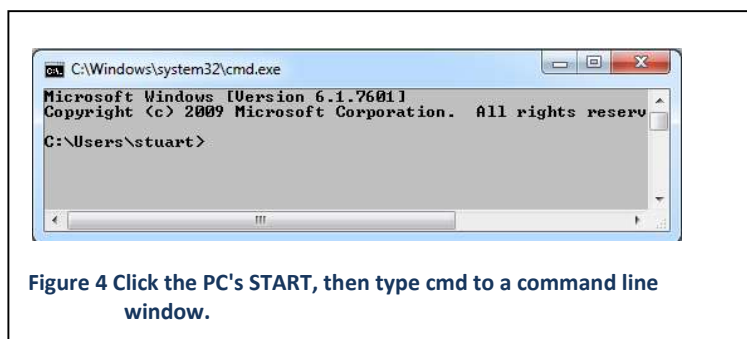 C:\Windows\system32\cmd.exe
Microsoft Windows [Version 6.1.7601]
Copyright (c) 2009 Microsoft Corporation. All rights reserv
C:\Users\stuart>
Figure 4 Click the PC's START, then type cmd to a command line
window.